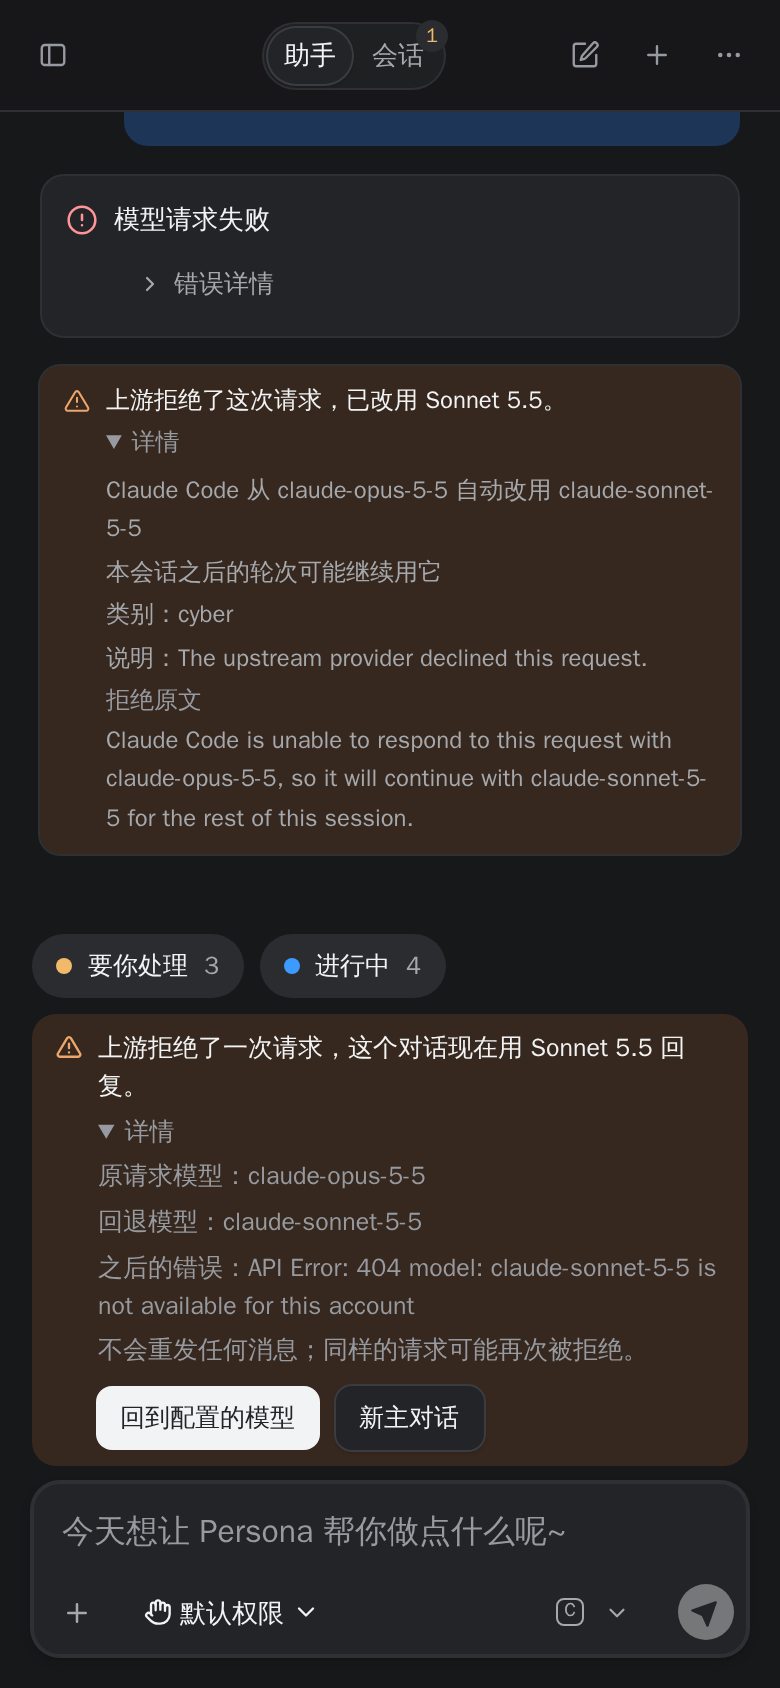 助手
会话
1
模型请求失败
错误详情
上游拒绝了这次请求，已改用 Sonnet 5.5。
▼ 详情
Claude Code 从 claude-opus-5-5 自动改用 claude-sonnet-
5-5
本会话之后的轮次可能继续用它
类别：cyber
说明：The upstream provider declined this request.
拒绝原文
Claude Code is unable to respond to this request with
claude-opus-5-5, so it will continue with claude-sonnet-5-
5 for the rest of this session.
要你处理 3
进行中 4
上游拒绝了一次请求，这个对话现在用 Sonnet 5.5 回
复。
▼ 详情
原请求模型：claude-opus-5-5
回退模型：claude-sonnet-5-5
之后的错误：API Error: 404 model: claude-sonnet-5-5 is
not available for this account
不会重发任何消息；同样的请求可能再次被拒绝。
回到配置的模型
新主对话
今天想让 Persona 帮你做点什么呢~
默认权限
C